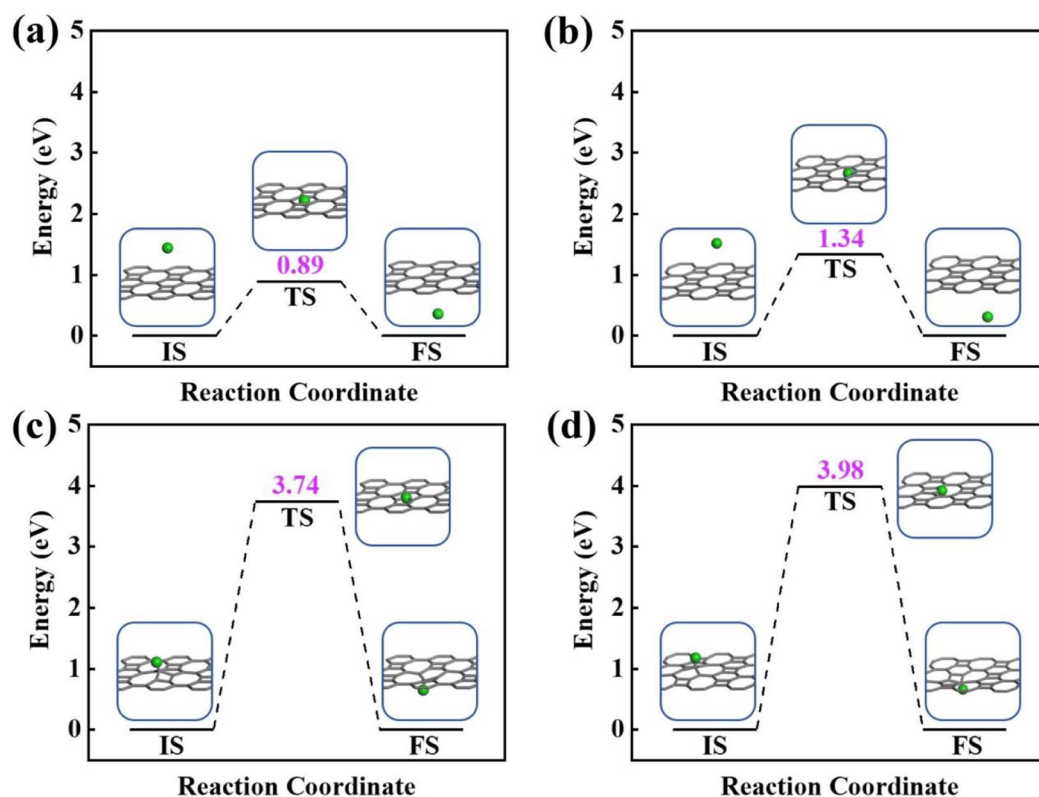 (a)
5
4
3
2
1
0
Energy (eV)
0.89
TS
IS
FS
Reaction Coordinate
(b)
5
4
3
2
1
0
Energy (eV)
1.34
TS
IS
FS
Reaction Coordinate
(c)
5
4
3
2
1
0
Energy (eV)
3.74
TS
IS
FS
Reaction Coordinate
(d)
5
4
3
2
1
0
Energy (eV)
3.98
TS
IS
FS
Reaction Coordinate